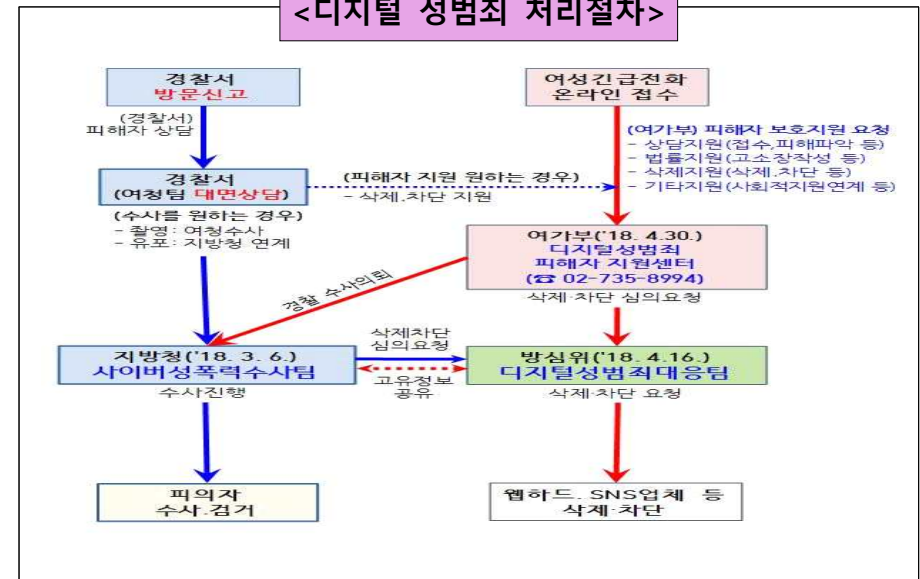 <디지털 성범죄 처리절차>
경찰서
방문신고
여성긴급전화
온라인 접수
(경찰서)
피해자 상담
(여가부) 피해자 보호지원 요청
- 상담지원(접수,피해파악 등)
- 법률지원(고소장작성 등)
- 삭제지원(삭제.차단 등)
- 기타지원(사회적지원연계 등)
경찰서
(여청팀 대면상담)
(피해자 지원 원하는 경우)
- 삭제.차단 지원
(수사를 원하는 경우)
- 촬영: 여청수사
- 유포: 지방청 연계
여가부('18. 4.30.)
디지털성범죄
피해자 지원센터
(☎ 02-735-8994)
삭제·차단 심의요청
경찰 수사의뢰
지방청('18. 3. 6.)
사이버성폭력수사팀
수사진행
삭제차단
심의요청
고유정보
공유
방심위('18. 4.16.)
디지털성범죄대응팀
삭제·차단 요청
피의자
수사.검거
웹하드. SNS업체 등
삭제·차단